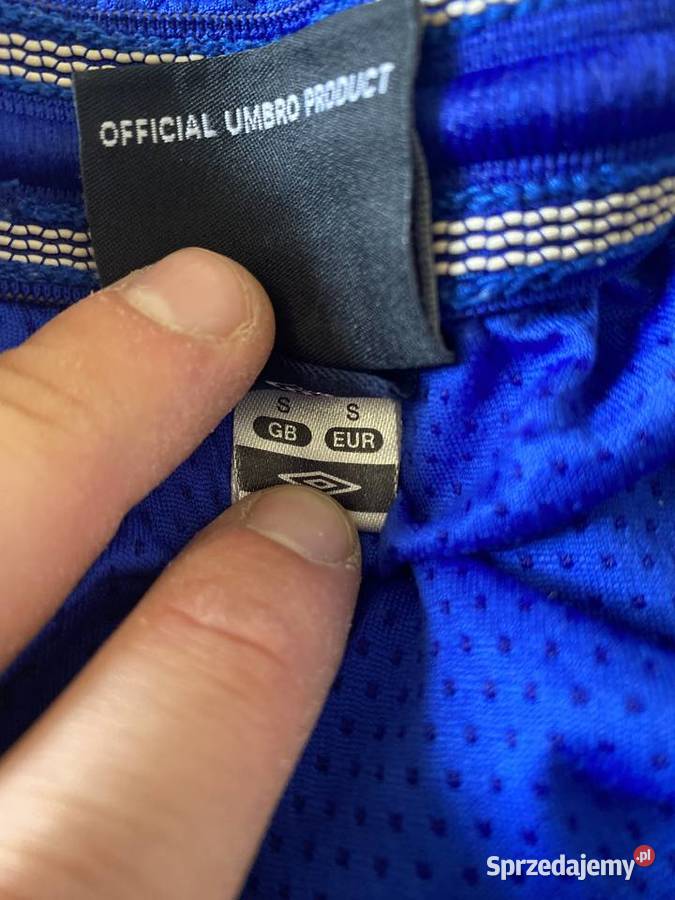 OFFICIAL UMBRO PRODUCT
S S
GB EUR
Sprzedajemy.pl